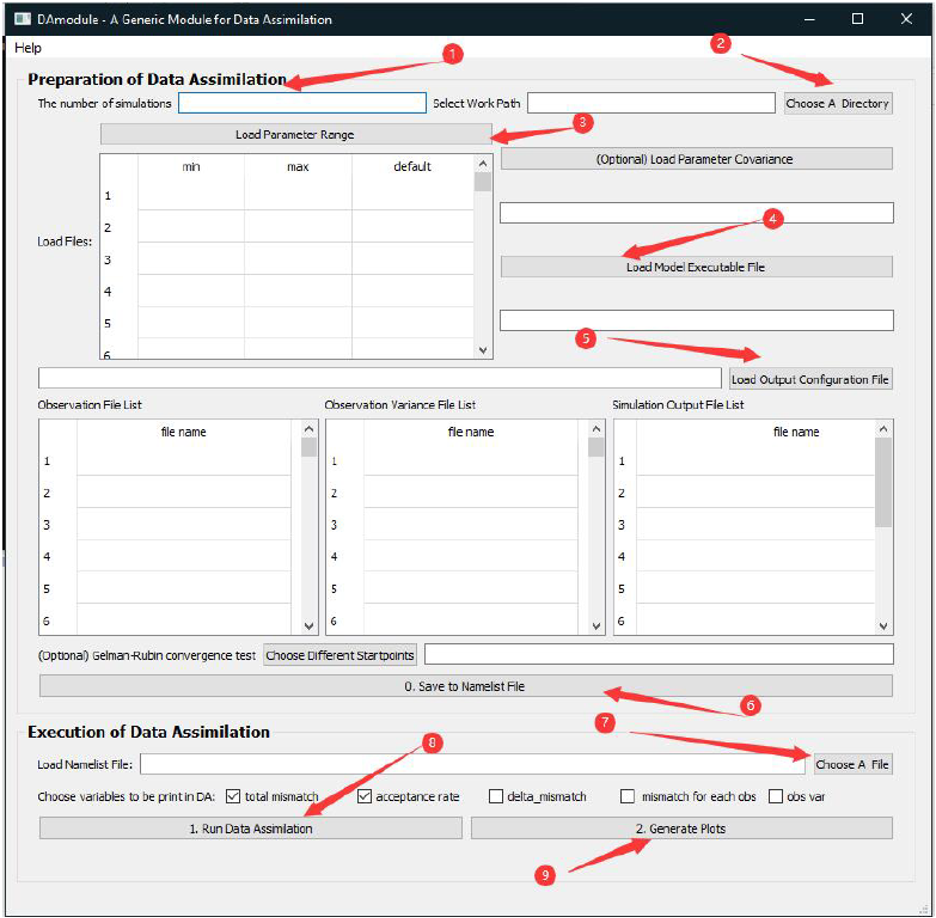 DAmodule - A Generic Module for Data Assimilation
Help
1
2
Preparation of Data Assimilation
The number of simulations
Select Work Path
Choose A Directory
3
Load Parameter Range
(Optional) Load Parameter Covariance
min max default
1
2
Load Files:
3
4
5
6
4
Load Model Executable File
5
Load Output Configuration File
Observation File List
Observation Variance File List
Simulation Output File List
file name
1
2
3
4
5
6
file name
1
2
3
4
5
6
file name
1
2
3
4
5
6
(Optional) Gelman-Rubin convergence test
Choose Different Startpoints
0. Save to Namelist File
6
7
Execution of Data Assimilation
8
Load Namelist File:
Choose A File
Choose variables to be print in DA: total mismatch acceptance rate delta_mismatch mismatch for each obs obs var
1. Run Data Assimilation
2. Generate Plots
9